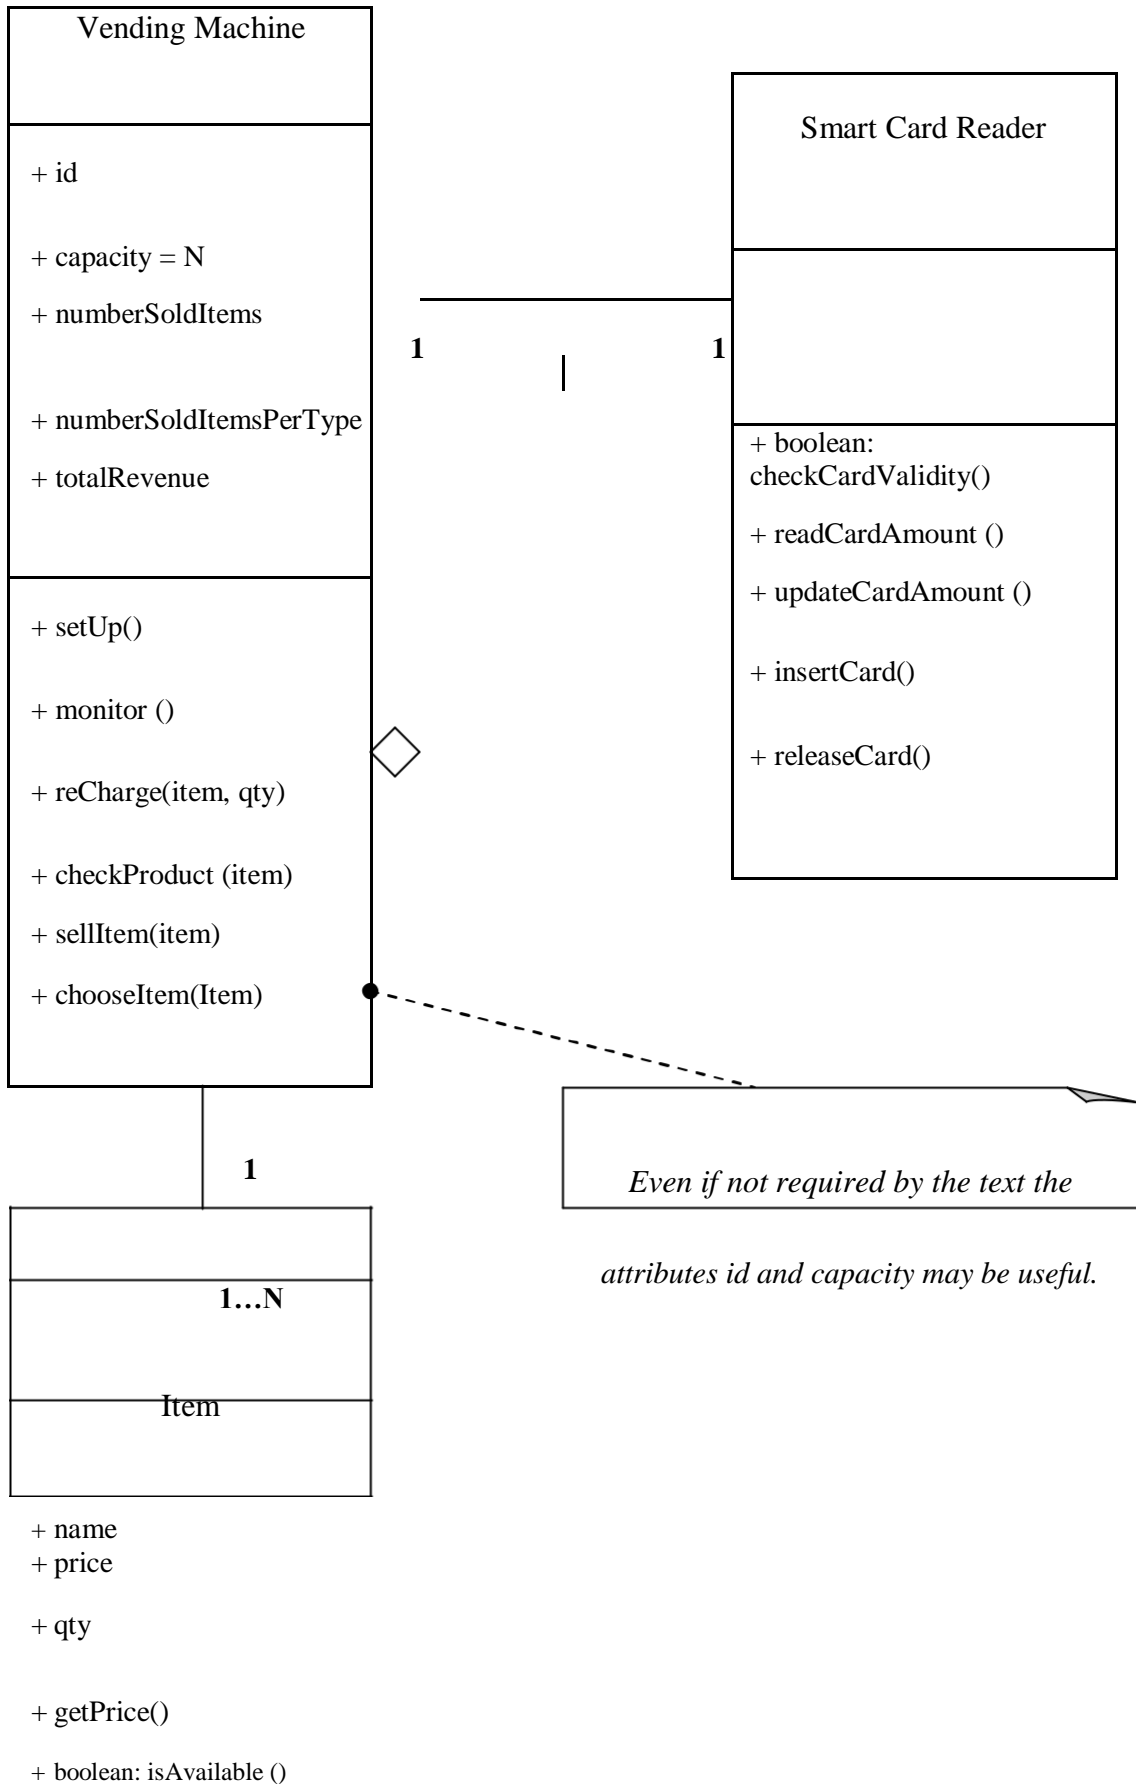 Vending Machine
+ id
+ capacity = N
+ numberSoldItems
+ numberSoldItemsPerType
+ totalRevenue
+ setUp()
+ monitor ()
+ reCharge(item, qty)
+ checkProduct (item)
+ sellItem(item)
+ chooseItem(Item)
1
1
Smart Card Reader
+ boolean:
checkCardValidity()
+ readCardAmount ()
+ updateCardAmount ()
+ insertCard()
+ releaseCard()
Even if not required by the text the
attributes id and capacity may be useful.
1
1…N
Item
+ name
+ price
+ qty
+ getPrice()
+ boolean: isAvailable ()